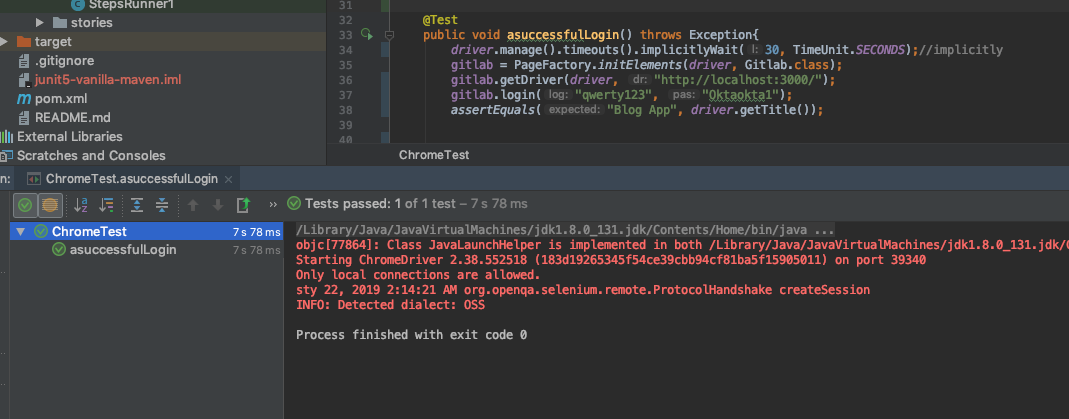 StepsRunner1
stories
target
.gitignore
junit5-vanilla-maven.iml
pom.xml
README.md
External Libraries
Scratches and Consoles
31
32 @Test
33 public void asuccessfulLogin() throws Exception{
34 driver.manage().timeouts().implicitlyWait( l: 30, TimeUnit.SECONDS);//implicitly
35 gitlab = PageFactory.initElements(driver, Gitlab.class);
36 gitlab.getDriver(driver, dr: "http://localhost:3000/");
37 gitlab.login( log: "qwerty123", pas: "Oktaokta1");
38 assertEquals( expected: "Blog App", driver.getTitle());
39
40
ChromeTest
n: ChromeTest.asuccessfulLogin ×
» Tests passed: 1 of 1 test – 7 s 78 ms
ChromeTest 7 s 78 ms
asuccessfulLogin 7 s 78 ms
/Library/Java/JavaVirtualMachines/jdk1.8.0_131.jdk/Contents/Home/bin/java ...
objc[77864]: Class JavaLaunchHelper is implemented in both /Library/Java/JavaVirtualMachines/jdk1.8.0_131.jdk/
Starting ChromeDriver 2.38.552518 (183d19265345f54ce39cbb94cf81ba5f15905011) on port 39340
Only local connections are allowed.
sty 22, 2019 2:14:21 AM org.openqa.selenium.remote.ProtocolHandshake createSession
INFO: Detected dialect: OSS
Process finished with exit code 0